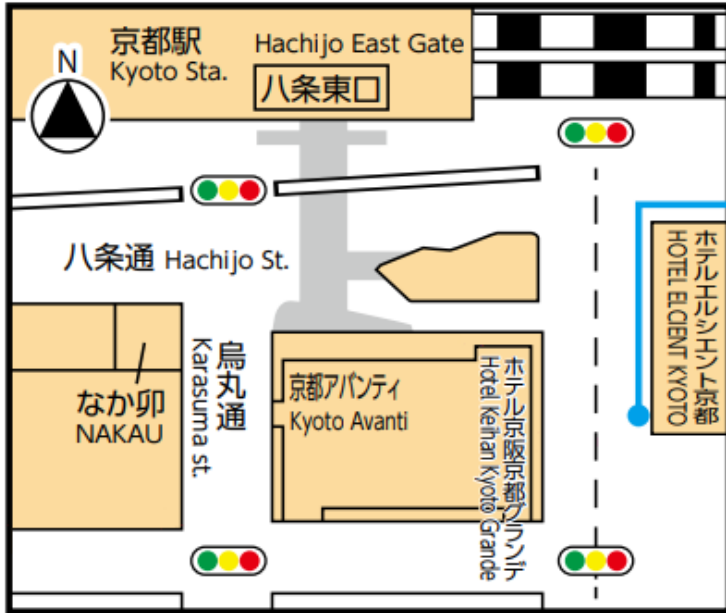 京都駅
Kyoto Sta.
Hachijo East Gate
八条東口
N
八条通 Hachijo St.
烏丸通
Karasuma st.
なか卯
NAKAU
京都アバンティ
Kyoto Avanti
ホテル京阪京都グランデ
Hotel Keihan Kyoto Grande
ホテルエルシエント京都
HOTEL ELCIENT KYOTO